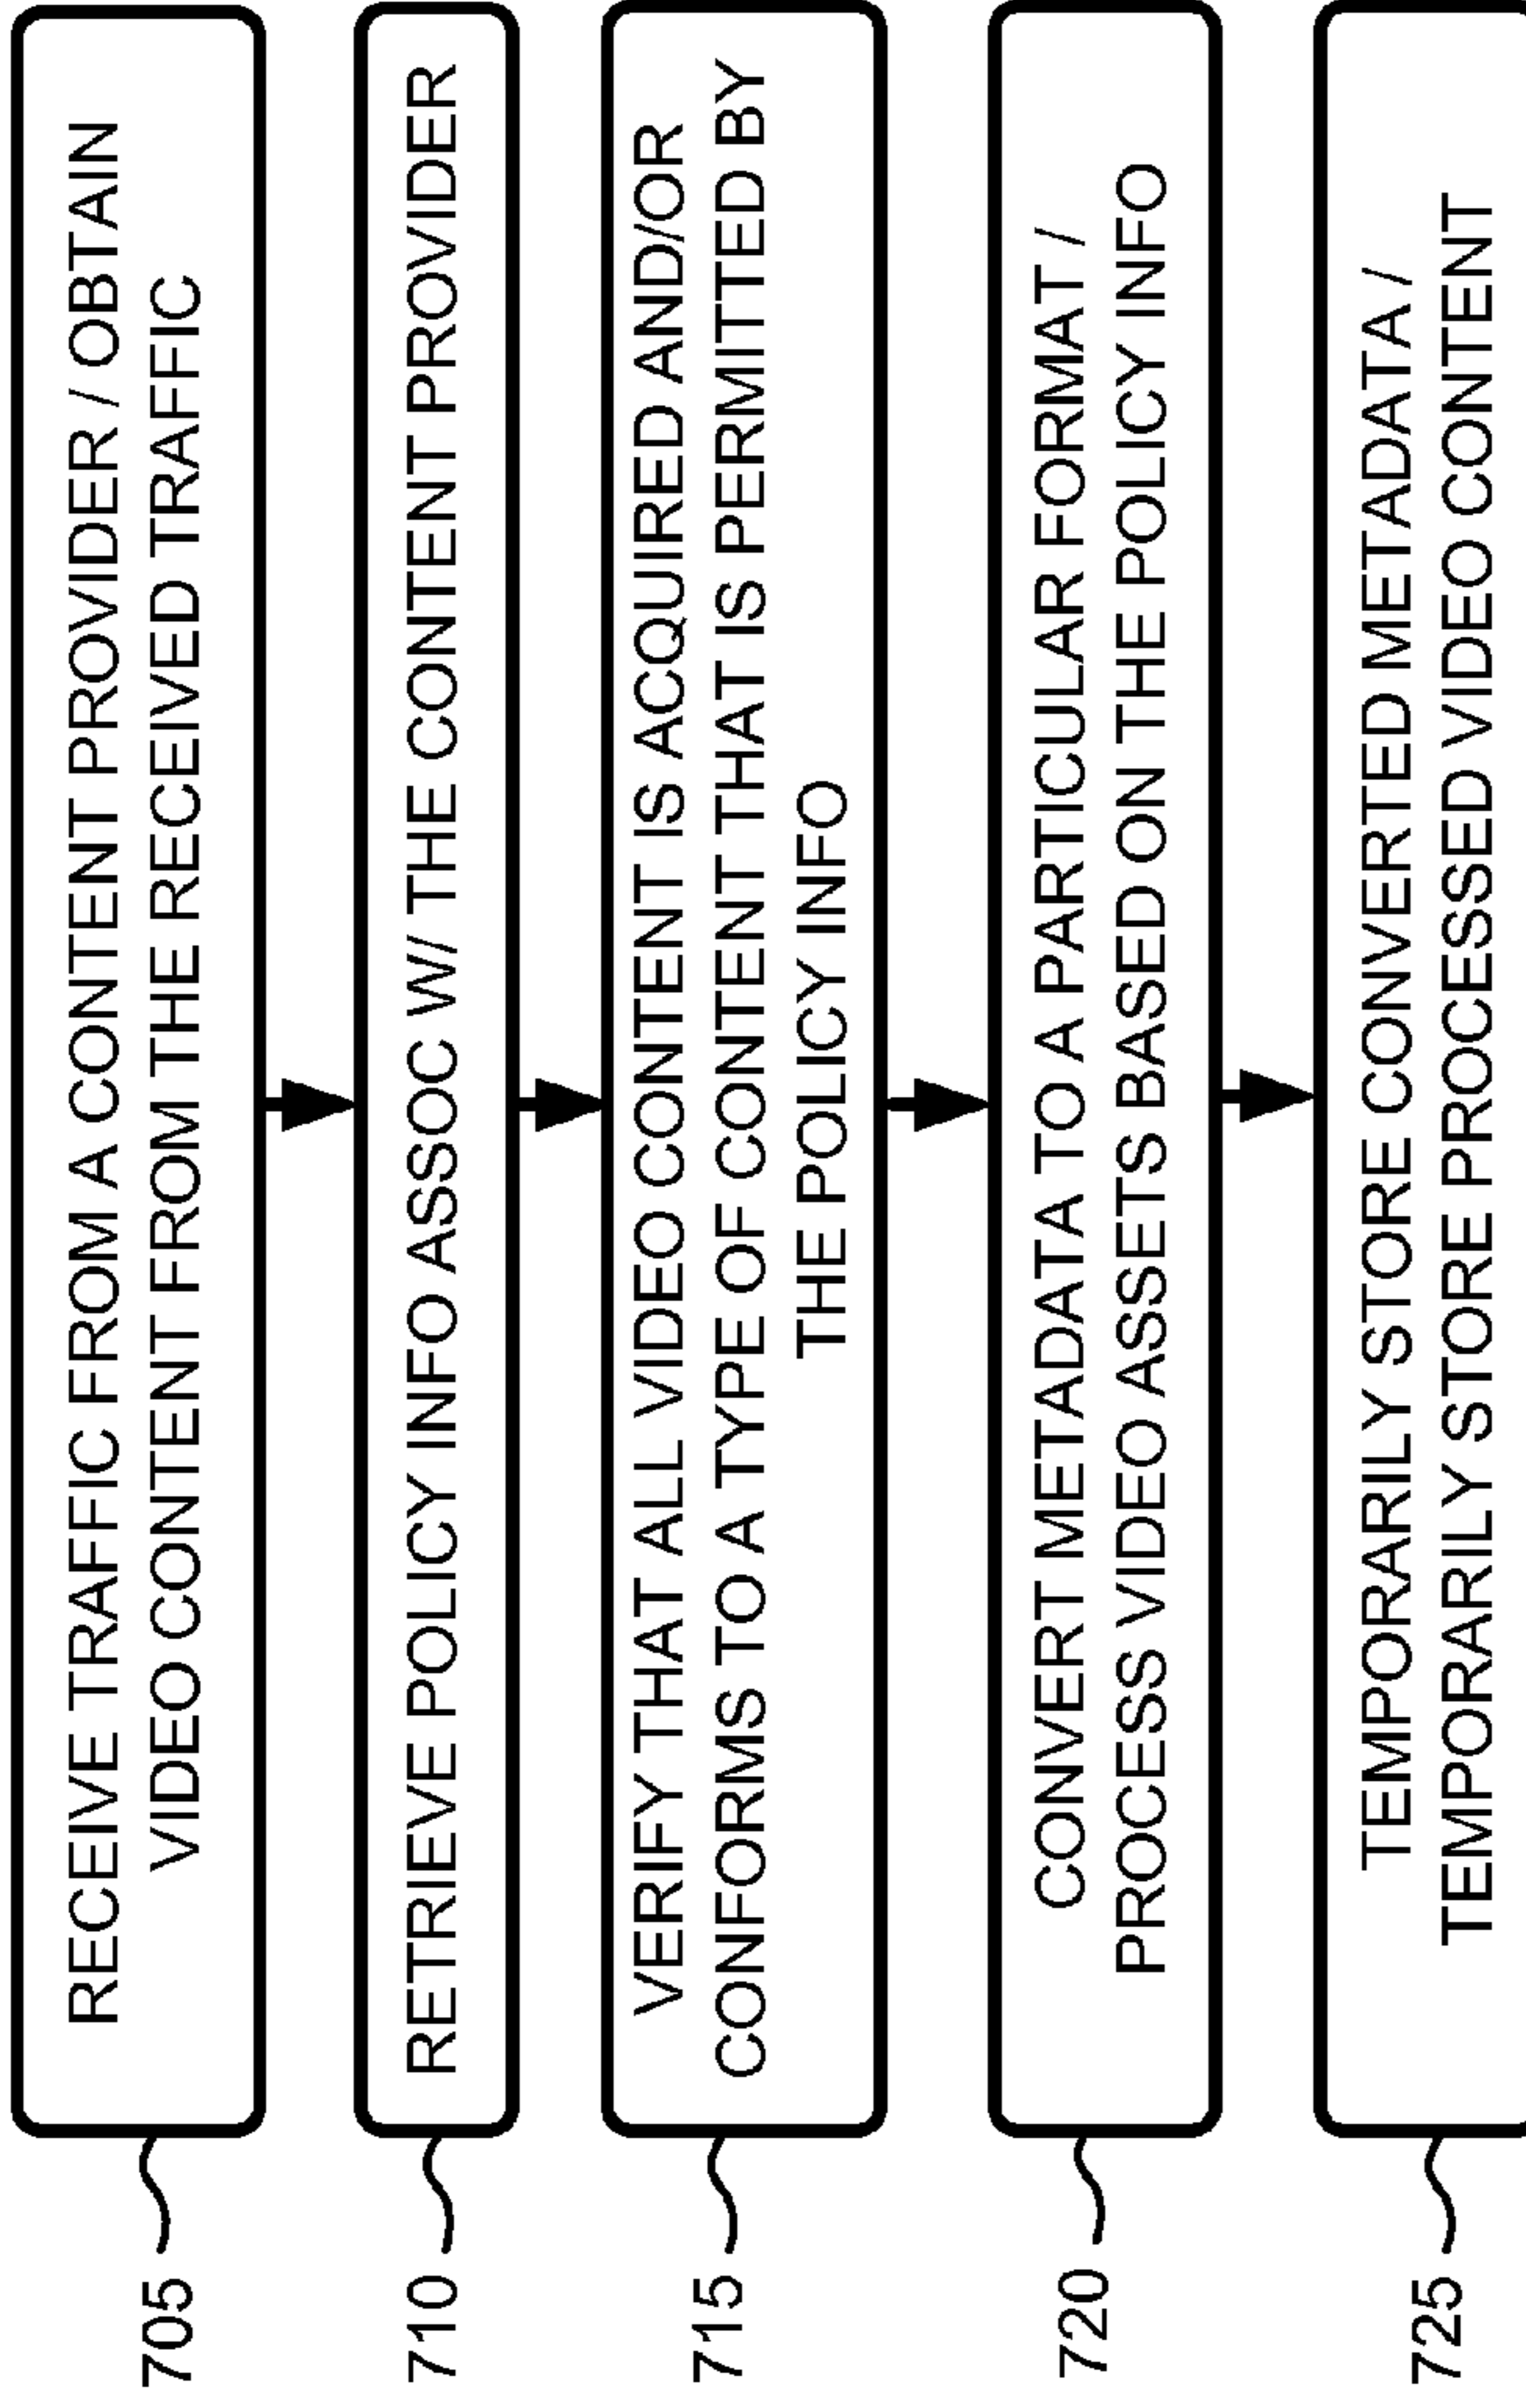 705
RECEIVE TRAFFIC FROM A CONTENT PROVIDER / OBTAIN
VIDEO CONTENT FROM THE RECEIVED TRAFFIC
710
RETRIEVE POLICY INFO ASSOC W/ THE CONTENT PROVIDER
715
VERIFY THAT ALL VIDEO CONTENT IS ACQUIRED AND/OR
CONFORMS TO A TYPE OF CONTENT THAT IS PERMITTED BY
THE POLICY INFO
720
CONVERT METADATA TO A PARTICULAR FORMAT /
PROCESS VIDEO ASSETS BASED ON THE POLICY INFO
725
TEMPORARILY STORE CONVERTED METADATA /
TEMPORARILY STORE PROCESSED VIDEO CONTENT